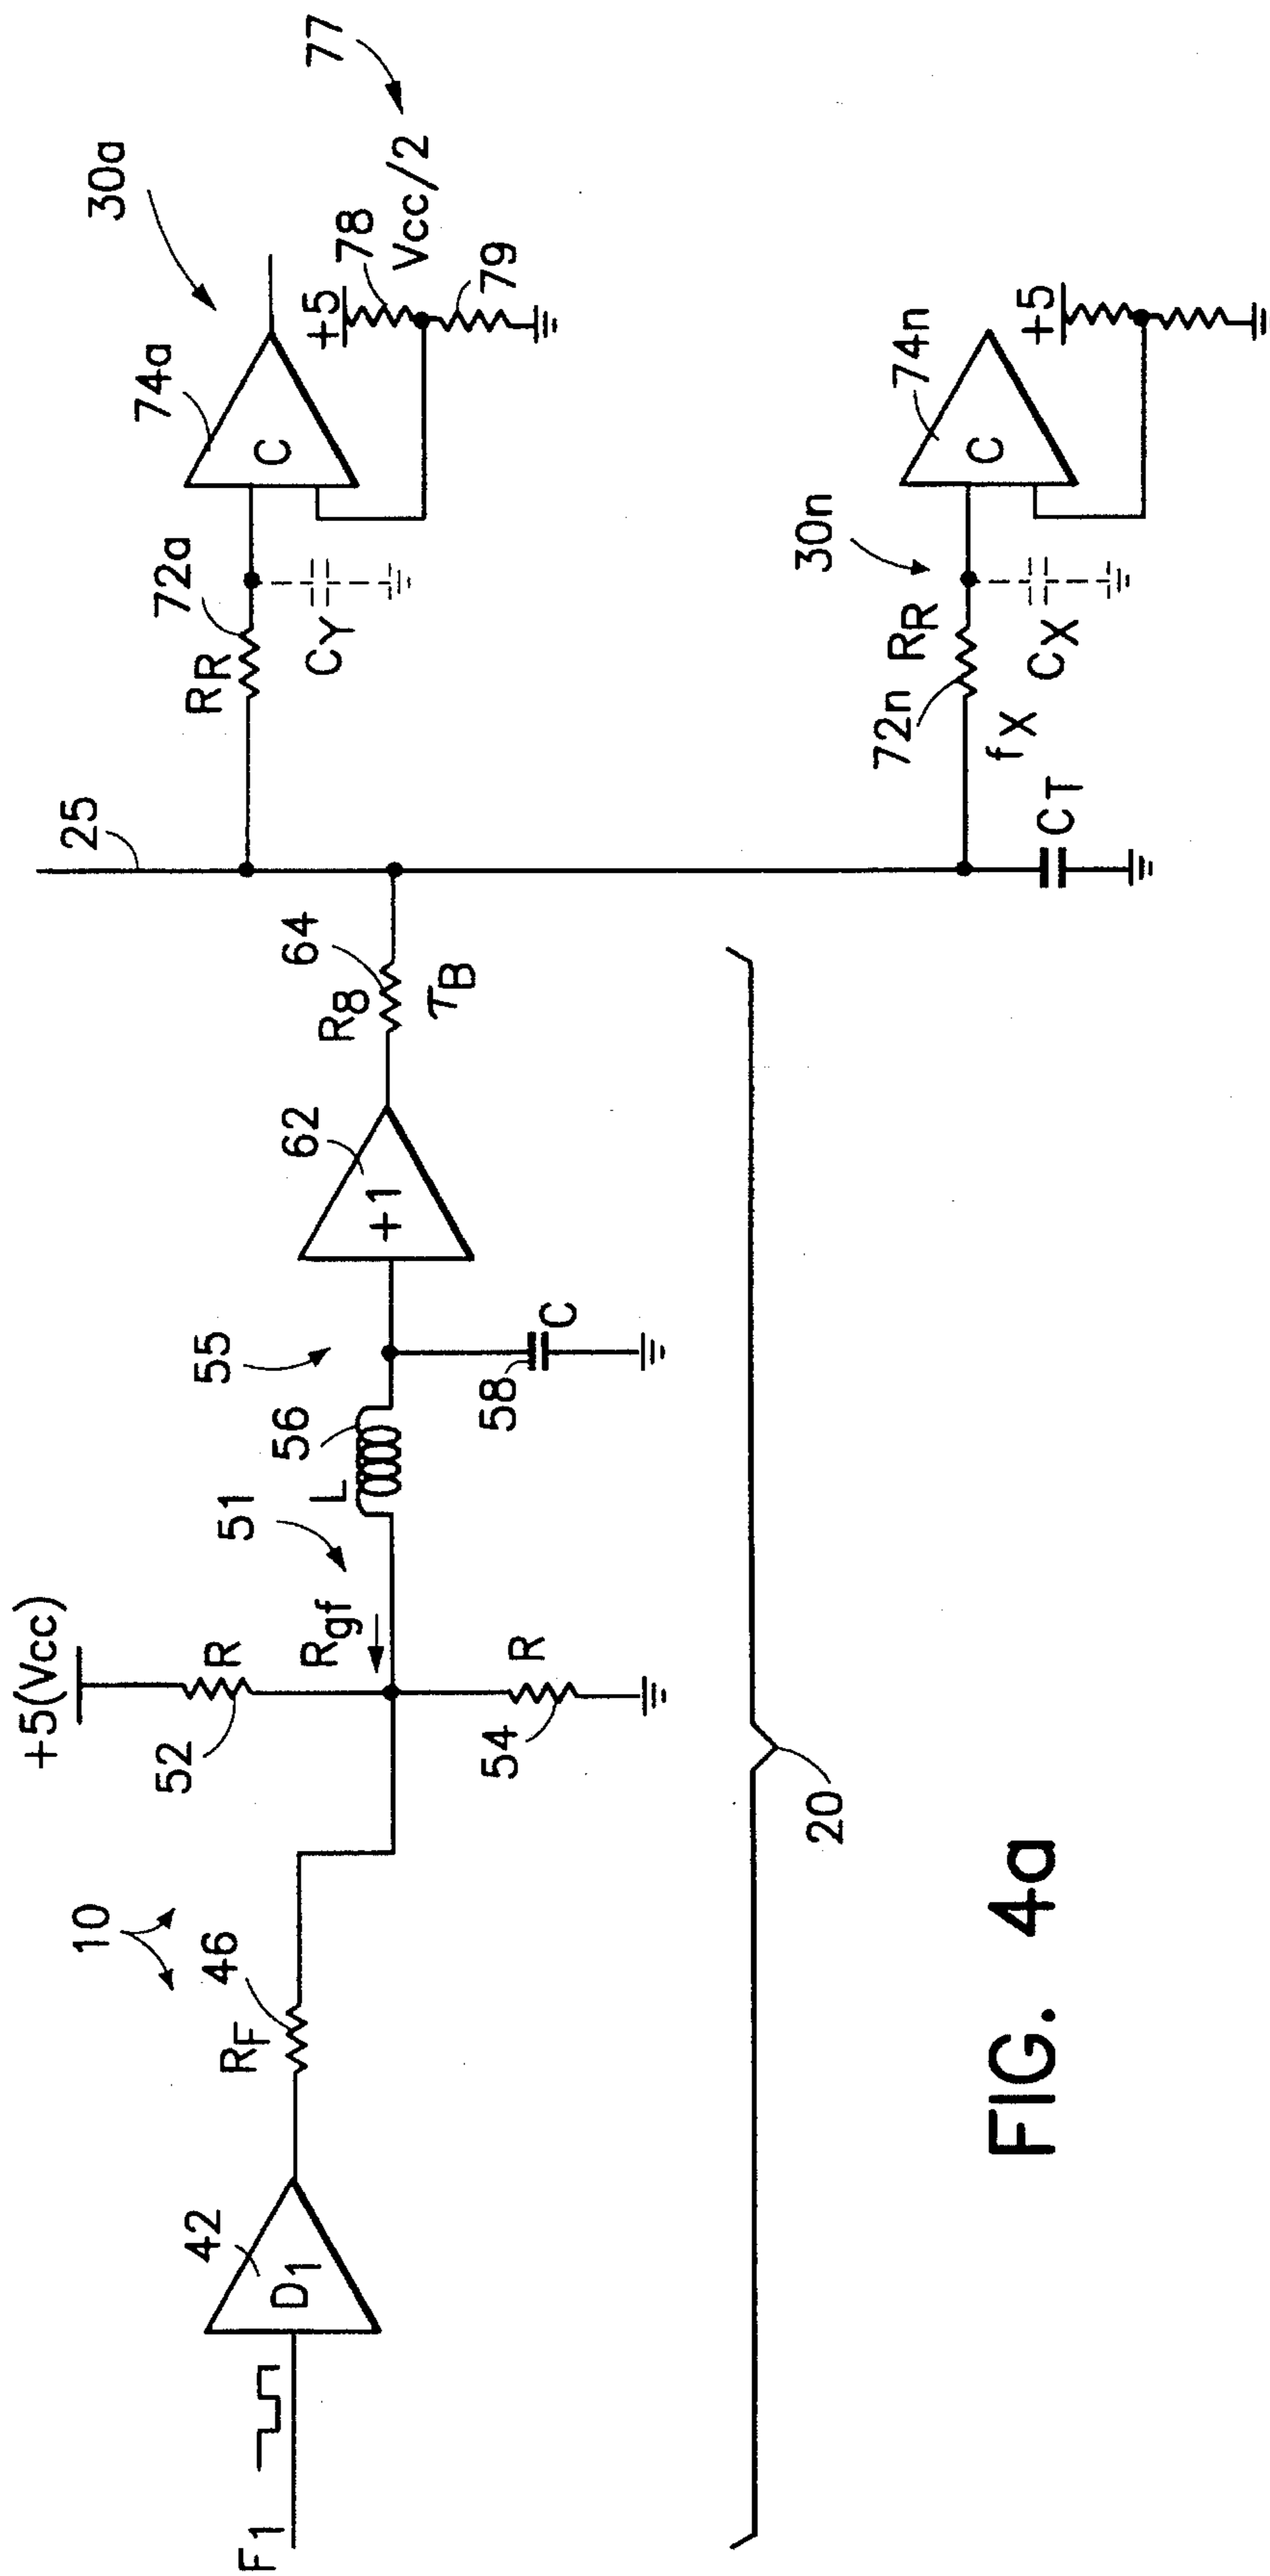 F1
D1
42
10
RF
46
+5(Vcc)
52
R
Rgf
54
R
51
L
56
55
58
C
+1
62
R8
64
τB
20
25
RR
72a
CY
74a
C
30a
+5
78
Vcc/2
79
77
CT
fX
72n
RR
CX
30n
74n
C
+5
FIG. 4a